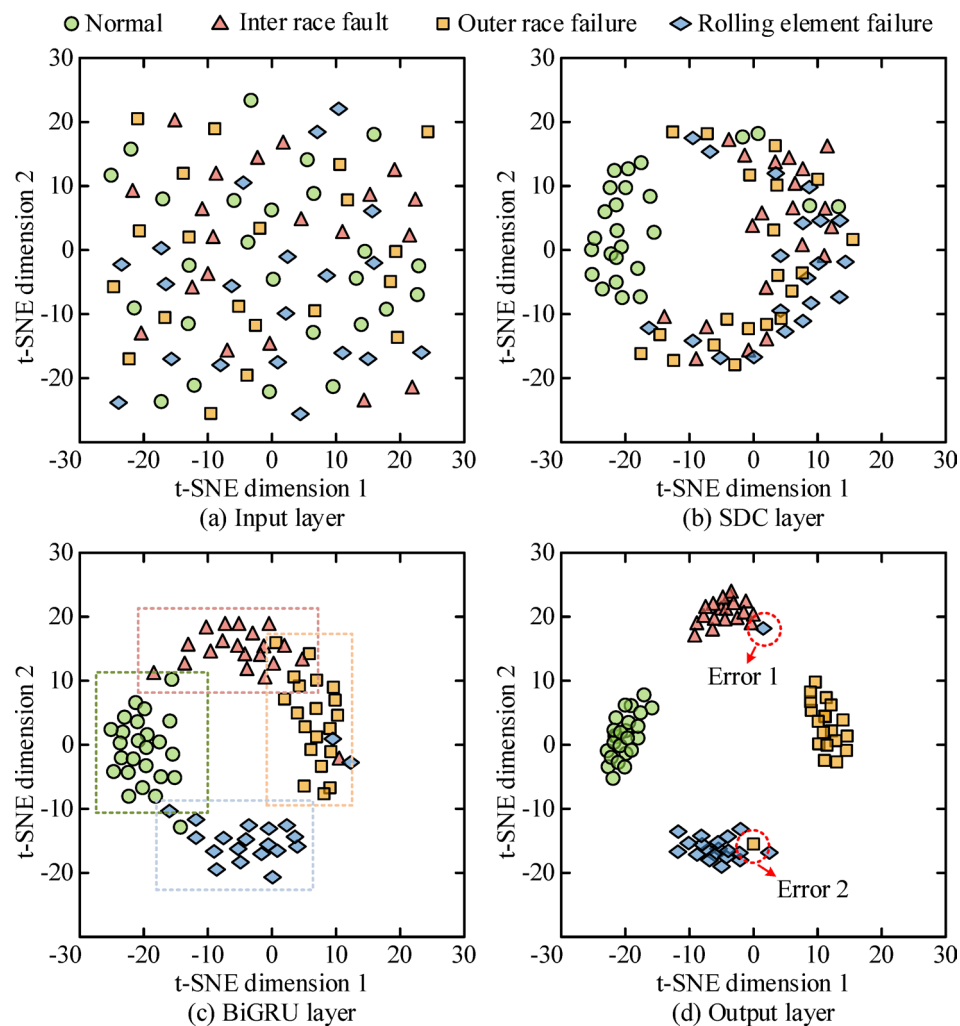 Normal Inter race fault Outer race failure Rolling element failure
30 30
20 20
10 10
0 0
-10 -10
-20 -20
-30 -20 -10 0 10 20 30 -30 -20 -10 0 10 20 30
t-SNE dimension 2 t-SNE dimension 2
t-SNE dimension 1 t-SNE dimension 1
(a) Input layer (b) SDC layer
30 30
20 20
Error 1
10 10
0 0
-10 -10
-20 -20
Error 2
-30 -20 -10 0 10 20 30 -30 -20 -10 0 10 20 30
t-SNE dimension 2 t-SNE dimension 2
t-SNE dimension 1 t-SNE dimension 1
(c) BiGRU layer (d) Output layer